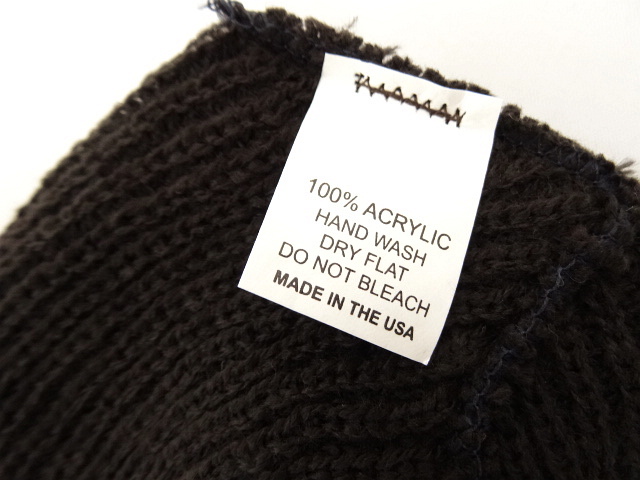 100% ACRYLIC
HAND WASH
DRY FLAT
DO NOT BLEACH
MADE IN THE USA